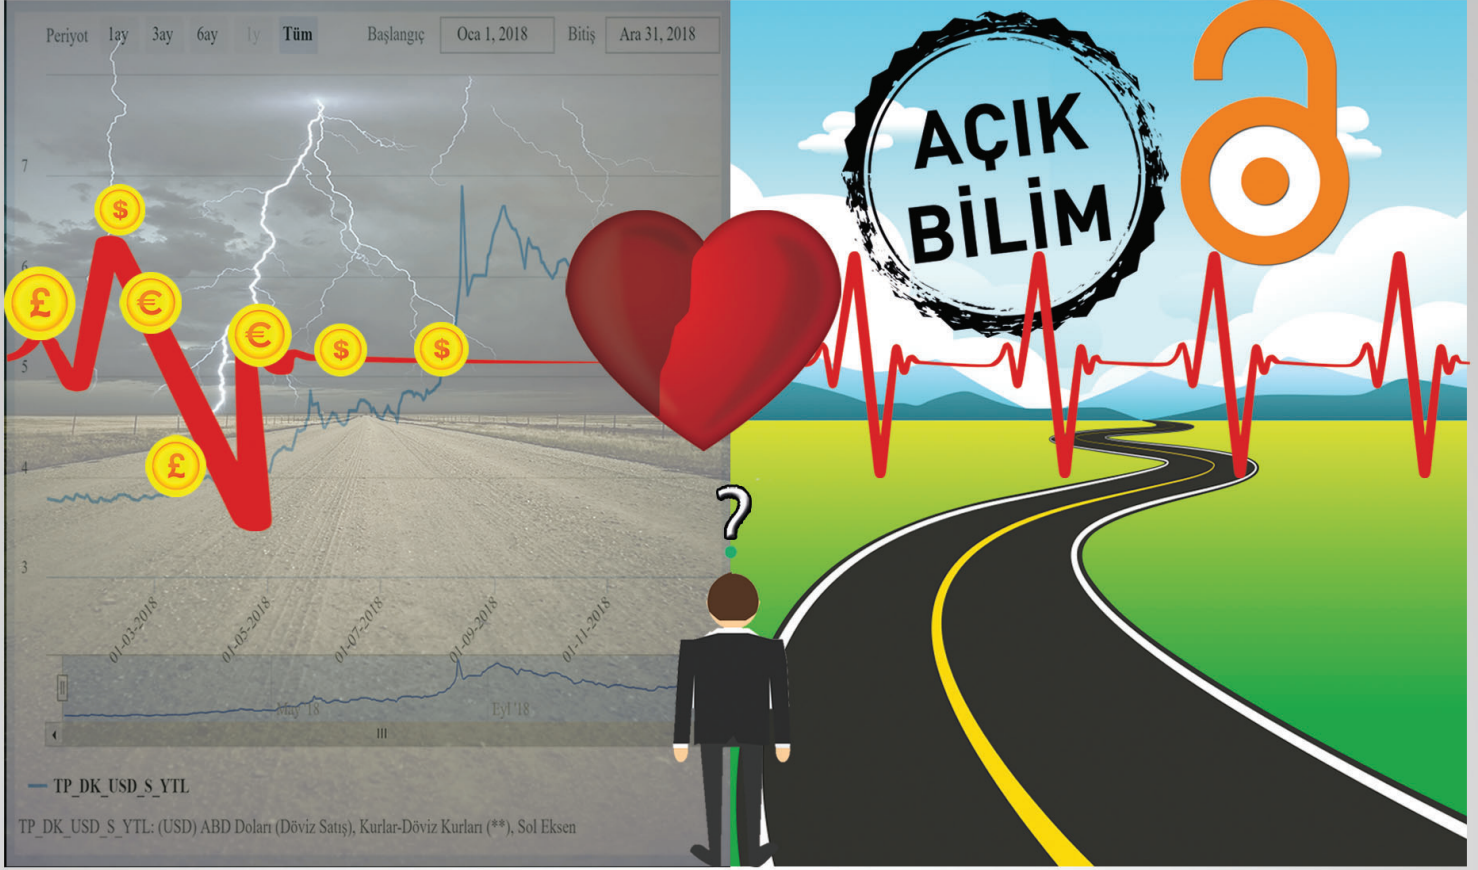 Periyot 1ay 3ay 6ay 1y Tüm Başlangıç Oca 1, 2018 Bitiş Ara 31, 2018
AÇIK
BİLİM
7
$
6
£
€
€
$
$
5
£
4
?
3
01-03-2018
01-05-2018
01-07-2018
01-09-2018
01-11-2018
May '18
Eyl '18
TP_DK_USD_S_YTL
TP_DK_USD_S_YTL: (USD) ABD Doları (Döviz Satış), Kurlar-Döviz Kurları (**), Sol Eksen